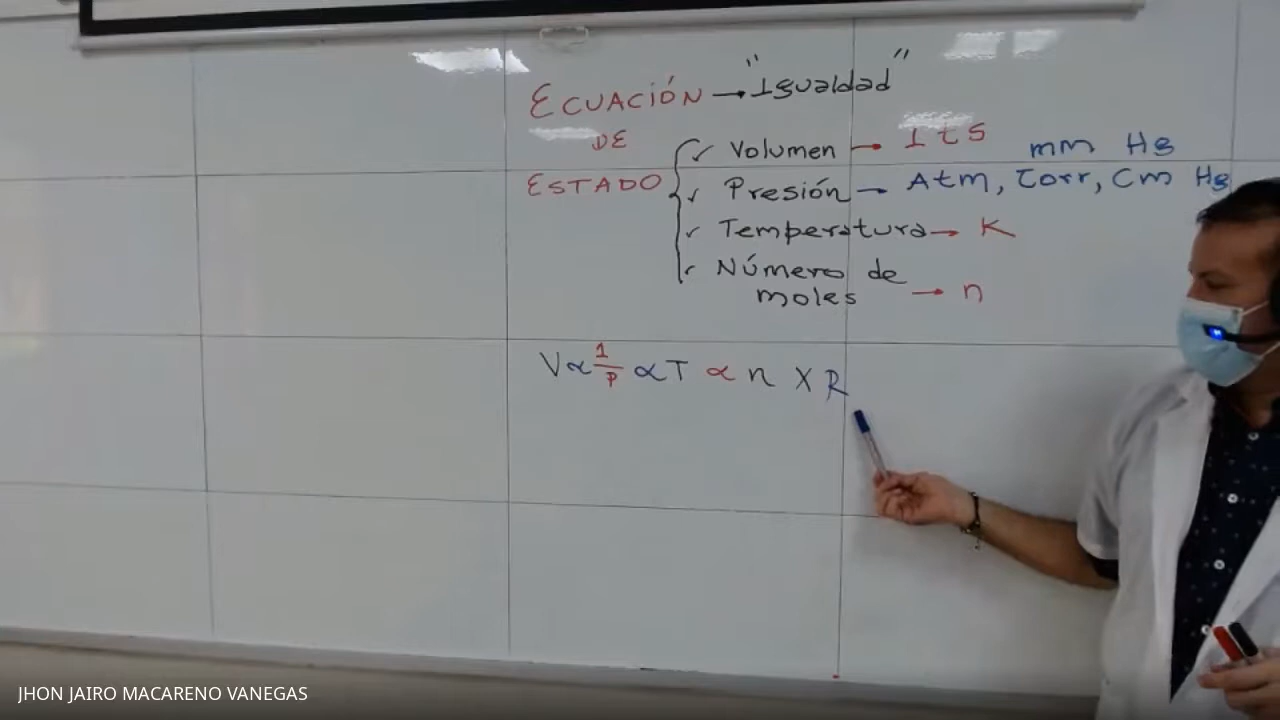 ECUACIÓN → "Igualdad"
DE
ESTADO
✓ Volumen → lts
mm Hg
✓ Presión → Atm, Torr, Cm Hg
✓ Temperatura → K
✓ Número de
moles → n
V ∝ 1/P ∝ T ∝ n X R
JHON JAIRO MACARENO VANEGAS